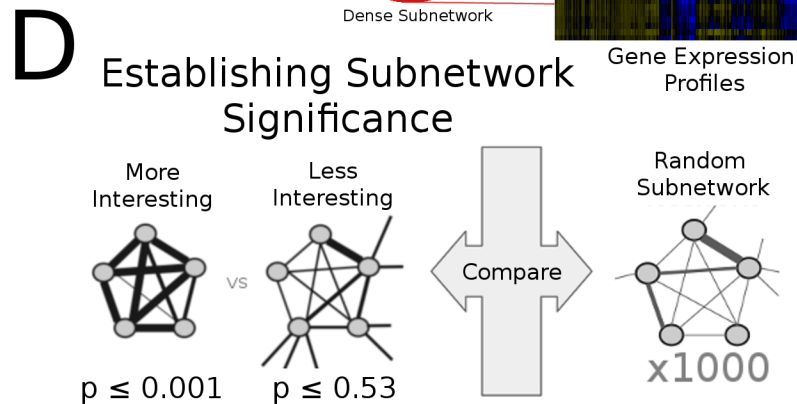 Dense Subnetwork
D
Gene Expression
Profiles
Establishing Subnetwork
Significance
More
Interesting
Less
Interesting
Random
Subnetwork
vs
Compare
x1000
p ≤ 0.001
p ≤ 0.53